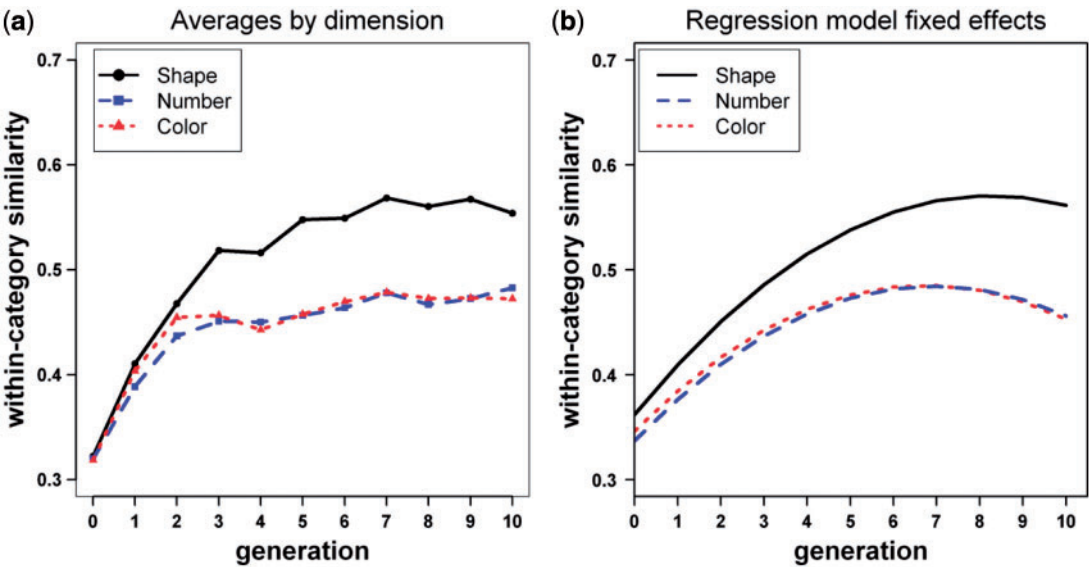 (a) Averages by dimension
within-category similarity
0.7
0.6
0.5
0.4
0.3
Shape
Number
Color
0 1 2 3 4 5 6 7 8 9 10
generation
(b) Regression model fixed effects
within-category similarity
0.7
0.6
0.5
0.4
0.3
Shape
Number
Color
0 1 2 3 4 5 6 7 8 9 10
generation